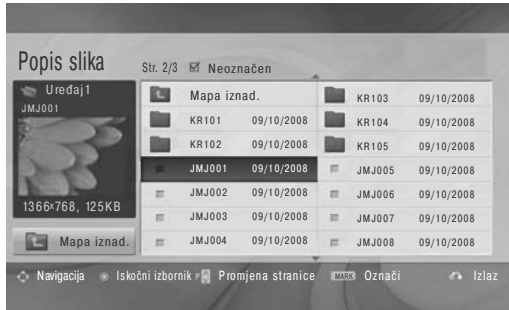 Popis slika
Str. 2/3 Neoznačen
Uređaj1
JMJ001
1366×768, 125KB
Mapa iznad.
Mapa iznad.
KR101 09/10/2008
KR102 09/10/2008
JMJ001 09/10/2008
JMJ002 09/10/2008
JMJ003 09/10/2008
JMJ004 09/10/2008
KR103 09/10/2008
KR104 09/10/2008
KR105 09/10/2008
JMJ005 09/10/2008
JMJ006 09/10/2008
JMJ007 09/10/2008
JMJ008 09/10/2008
Navigacija Iskočni izbornik Promjena stranice MARK Označi Izlaz